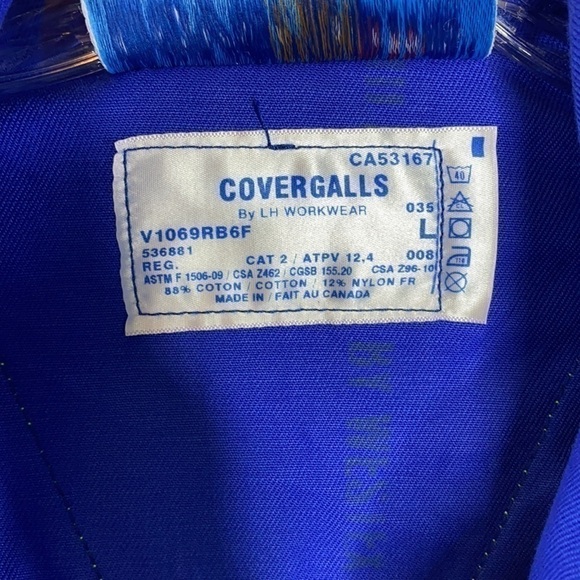 CA53167
COVERGALLS
By LH WORKWEAR 035
V1069RB6F L
536881
REG. CAT 2 / ATPV 12,4 008
ASTM F 1506-09 / CSA Z462 / CGSB 155.20 CSA Z96-10
88% COTON / COTTON / 12% NYLON FR
MADE IN / FAIT AU CANADA
40
BY WESTEX